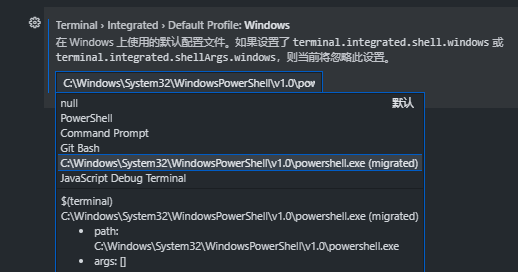 Terminal › Integrated › Default Profile: Windows
在 Windows 上使用的默认配置文件。如果设置了 terminal.integrated.shell.windows 或
terminal.integrated.shellArgs.windows，则当前将忽略此设置。
C:\Windows\System32\WindowsPowerShell\v1.0\pow
null 默认
PowerShell
Command Prompt
Git Bash
C:\Windows\System32\WindowsPowerShell\v1.0\powershell.exe (migrated)
JavaScript Debug Terminal
$(terminal)
C:\Windows\System32\WindowsPowerShell\v1.0\powershell.exe (migrated)
• path:
C:\Windows\System32\WindowsPowerShell\v1.0\powershell.exe
• args: []